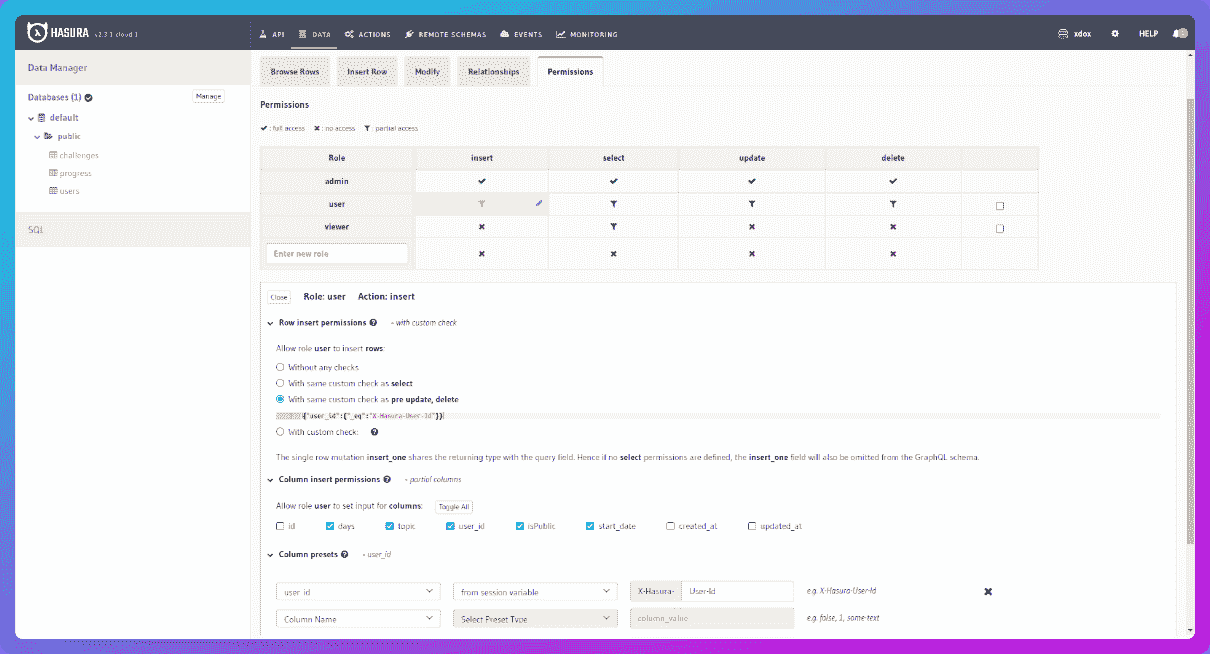 HASURA v2.3.1 cloud 1
API DATA ACTIONS REMOTE SCHEMAS EVENTS MONITORING xdox HELP
Data Manager
Databases (1) Manage
default
public
challenges
progress
users
SQL
Browse Rows Insert Row Modify Relationships Permissions
Permissions
: full access : no access : partial access
Role insert select update delete
admin
user
viewer
Enter new role
Close Role: user Action: insert
Row insert permissions - with custom check
Allow role user to insert rows:
Without any checks
With same custom check as select
With same custom check as pre update, delete
{"user_id":{"_eq":"X-Hasura-User-Id"}}
With custom check:
The single row mutation insert_one shares the returning type with the query field. Hence if no select permissions are defined, the insert_one field will also be omitted from the GraphQL schema.
Column insert permissions - partial columns
Allow role user to set input for columns: Toggle All
id days topic user_id isPublic start_date created_at updated_at
Column presets - user_id
user_id from session variable X-Hasura- User-Id e.g. X-Hasura-User-Id
Column Name Select Preset Type column_value e.g. false, 1, some-text